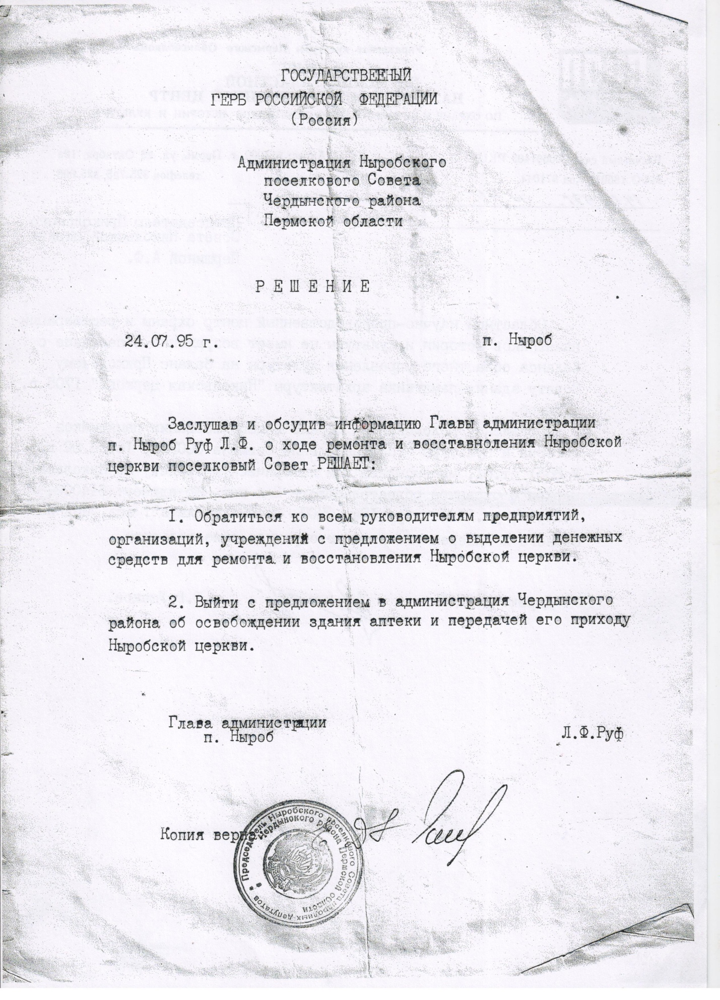 ГОСУДАРСТВЕЕНЫЙ
ГЕРБ РОССИЙСКОЙ ФЕДЕРАЦИИ
(Россия)
Администрация Ныробского
поселкового Совета
Чердынского района
Пермской области
РЕШЕНИЕ
24.07.95 г. п. Ныроб
Заслушав и обсудив информацию Главы администрации
п. Ныроб Руф Л.Ф. о ходе ремонта и восставноления Ныробской
церкви поселковый Совет РЕШАЕТ:
I. Обратиться ко всем руководителям предприятий,
организаций, учреждений с предложением о выделении денежных
средств для ремонта и восстановления Ныробской церкви.
2. Выйти с предложением в администрация Чердынского
района об освобождении здания аптеки и передачей его приходу
Ныробской церкви.
Глава администрации
п. Ныроб Л.Ф.Руф
Копия верна:
Председатель Ныробского поселкового Совета народных депутатов
Чердынского района Пермской области